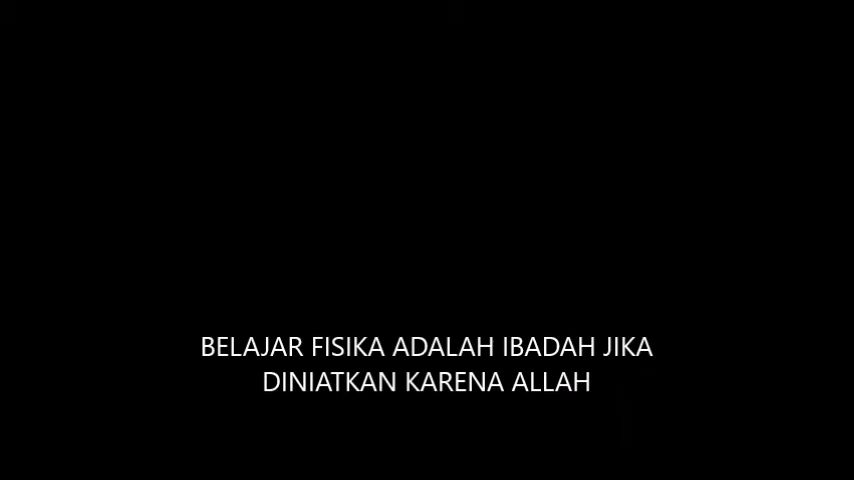 BELAJAR FISIKA ADALAH IBADAH JIKA
DINIATKAN KARENA ALLAH